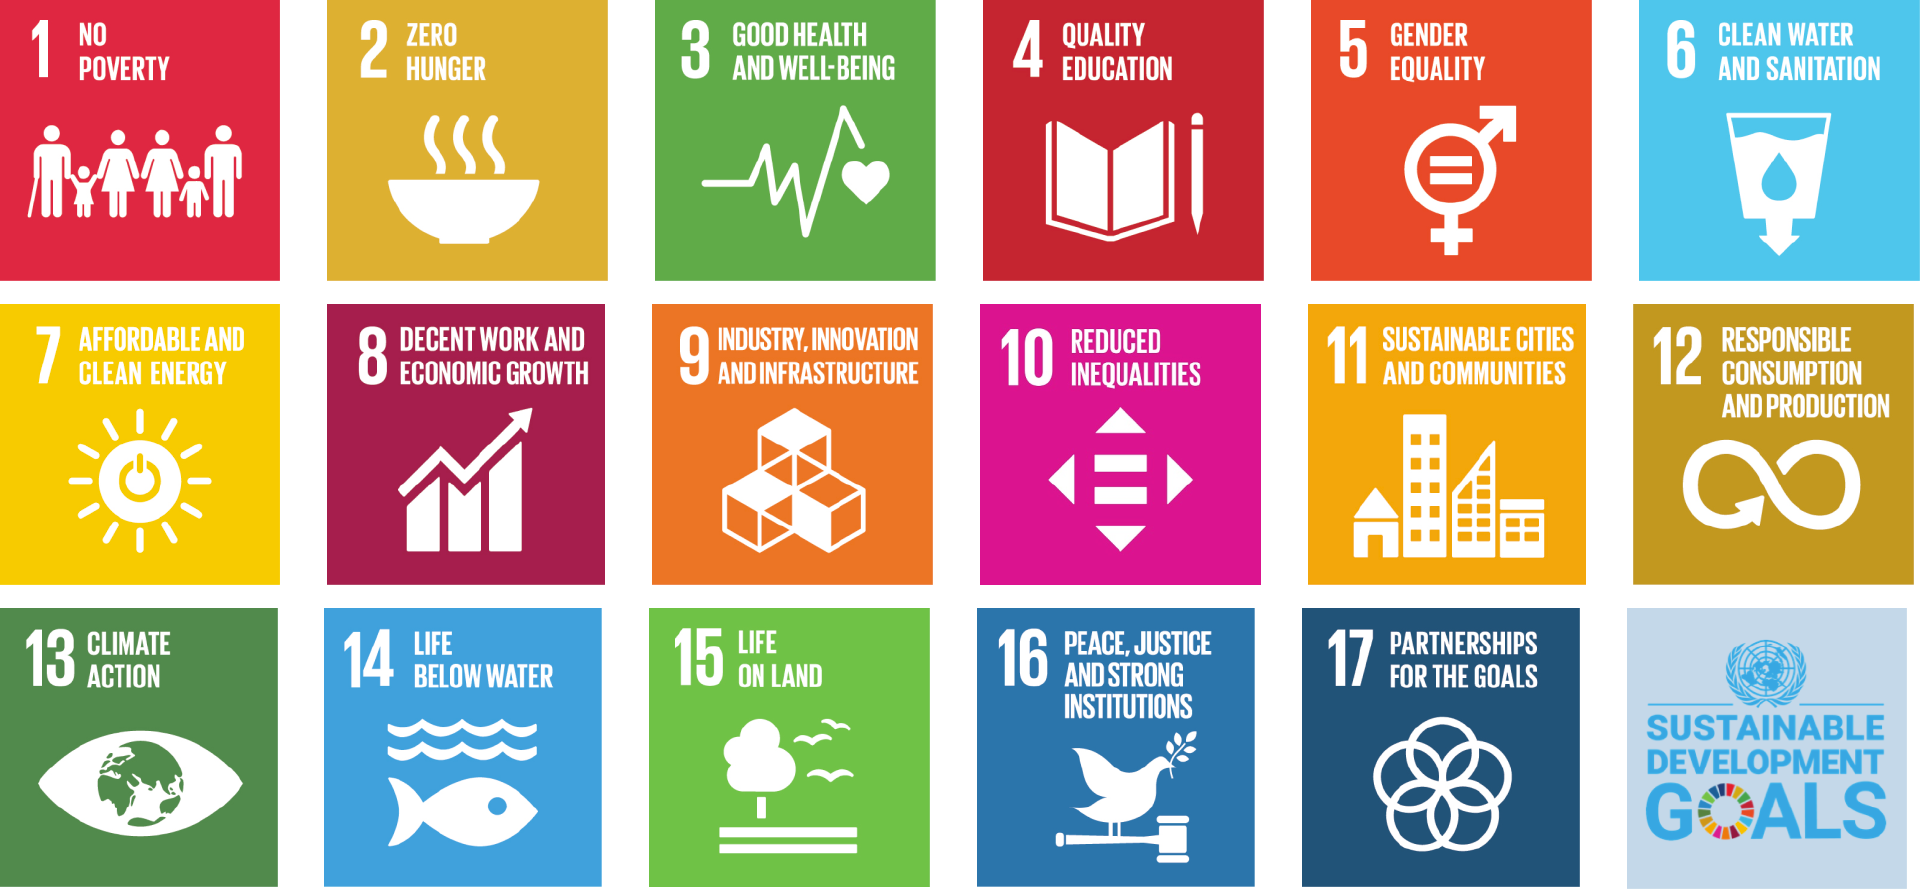 1 NO
POVERTY
2 ZERO
HUNGER
3 GOOD HEALTH
AND WELL-BEING
4 QUALITY
EDUCATION
5 GENDER
EQUALITY
6 CLEAN WATER
AND SANITATION
7 AFFORDABLE AND
CLEAN ENERGY
8 DECENT WORK AND
ECONOMIC GROWTH
9 INDUSTRY, INNOVATION
AND INFRASTRUCTURE
10 REDUCED
INEQUALITIES
11 SUSTAINABLE CITIES
AND COMMUNITIES
12 RESPONSIBLE
CONSUMPTION
AND PRODUCTION
13 CLIMATE
ACTION
14 LIFE
BELOW WATER
15 LIFE
ON LAND
16 PEACE, JUSTICE
AND STRONG
INSTITUTIONS
17 PARTNERSHIPS
FOR THE GOALS
SUSTAINABLE
DEVELOPMENT
GOALS